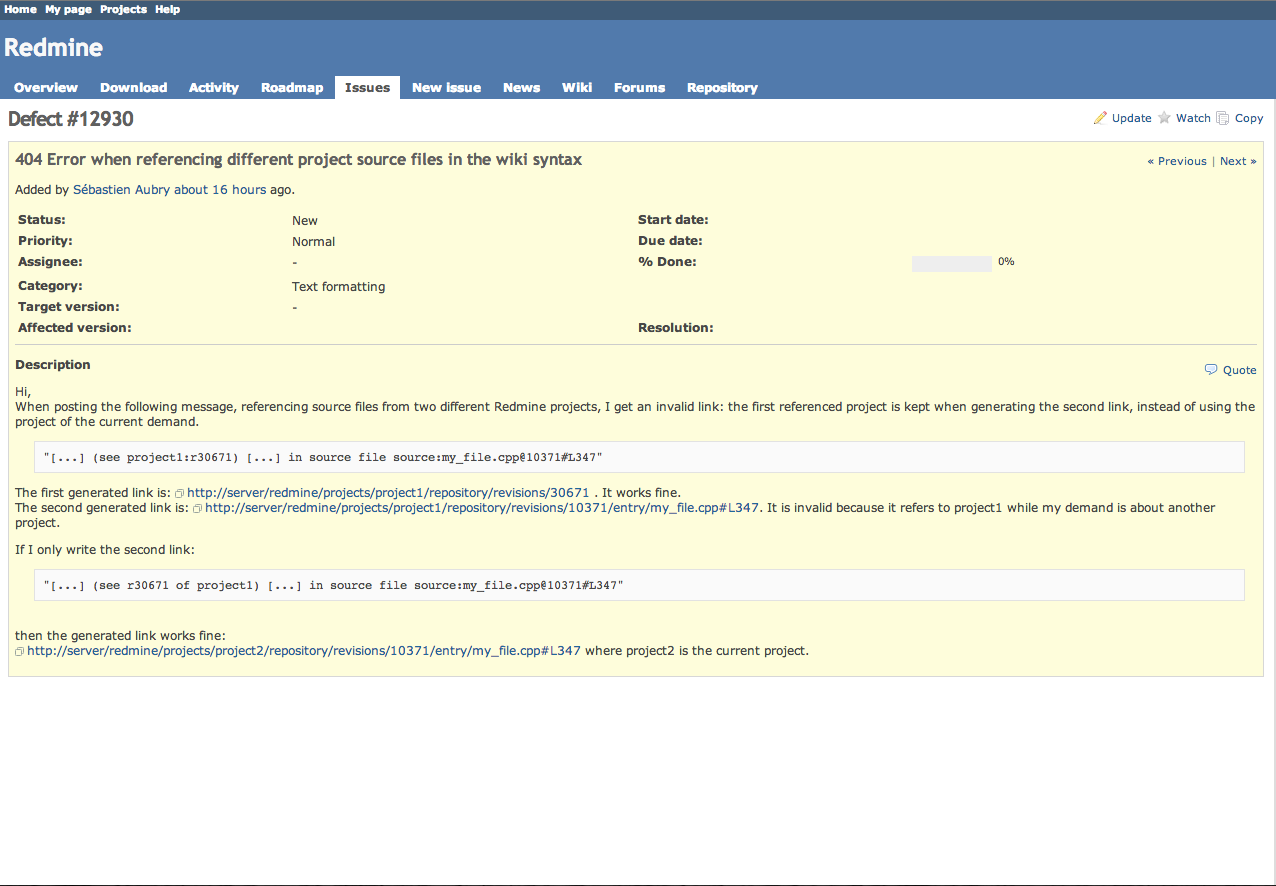 Home My page Projects Help
Redmine
Overview Download Activity Roadmap Issues New issue News Wiki Forums Repository
Defect #12930
Update Watch Copy
404 Error when referencing different project source files in the wiki syntax
« Previous | Next »
Added by Sébastien Aubry about 16 hours ago.
Status: New Start date:
Priority: Normal Due date:
Assignee: - % Done: 0%
Category: Text formatting
Target version: -
Affected version: Resolution:
Description
Quote
Hi,
When posting the following message, referencing source files from two different Redmine projects, I get an invalid link: the first referenced project is kept when generating the second link, instead of using the
project of the current demand.
"[...] (see project1:r30671) [...] in source file source:my_file.cpp@10371#L347"
The first generated link is: http://server/redmine/projects/project1/repository/revisions/30671 . It works fine.
The second generated link is: http://server/redmine/projects/project1/repository/revisions/10371/entry/my_file.cpp#L347. It is invalid because it refers to project1 while my demand is about another
project.
If I only write the second link:
"[...] (see r30671 of project1) [...] in source file source:my_file.cpp@10371#L347"
then the generated link works fine:
http://server/redmine/projects/project2/repository/revisions/10371/entry/my_file.cpp#L347 where project2 is the current project.